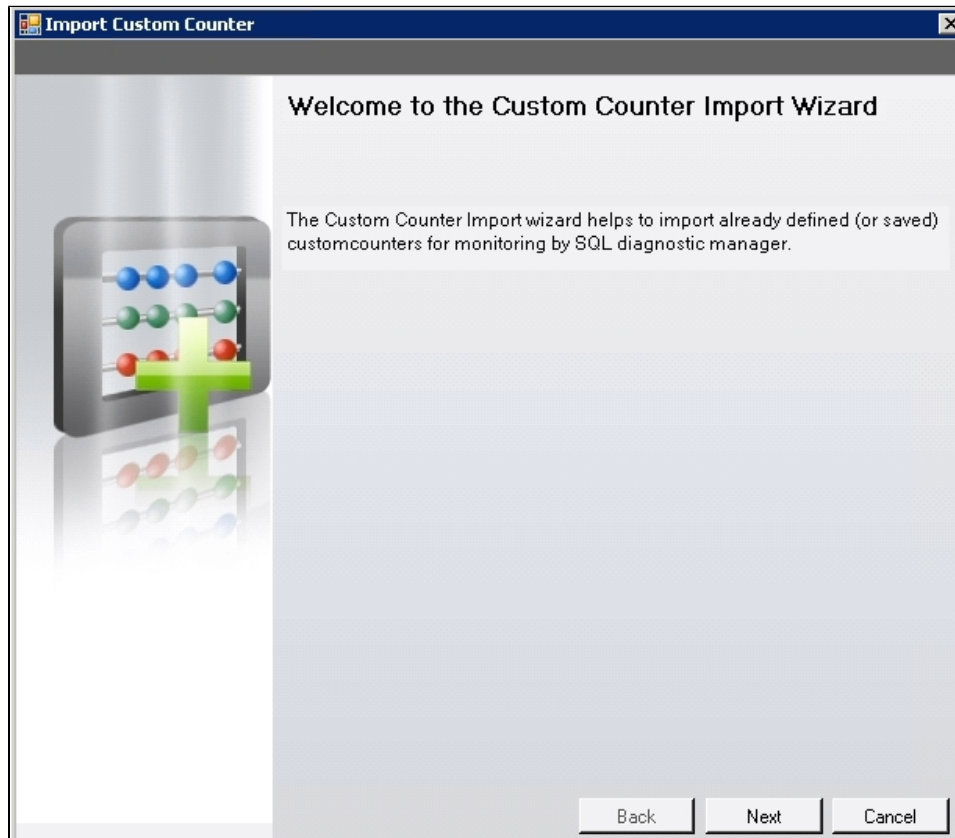 Import Custom Counter
Welcome to the Custom Counter Import Wizard
The Custom Counter Import wizard helps to import already defined (or saved)
customcounters for monitoring by SQL diagnostic manager.
Back Next Cancel